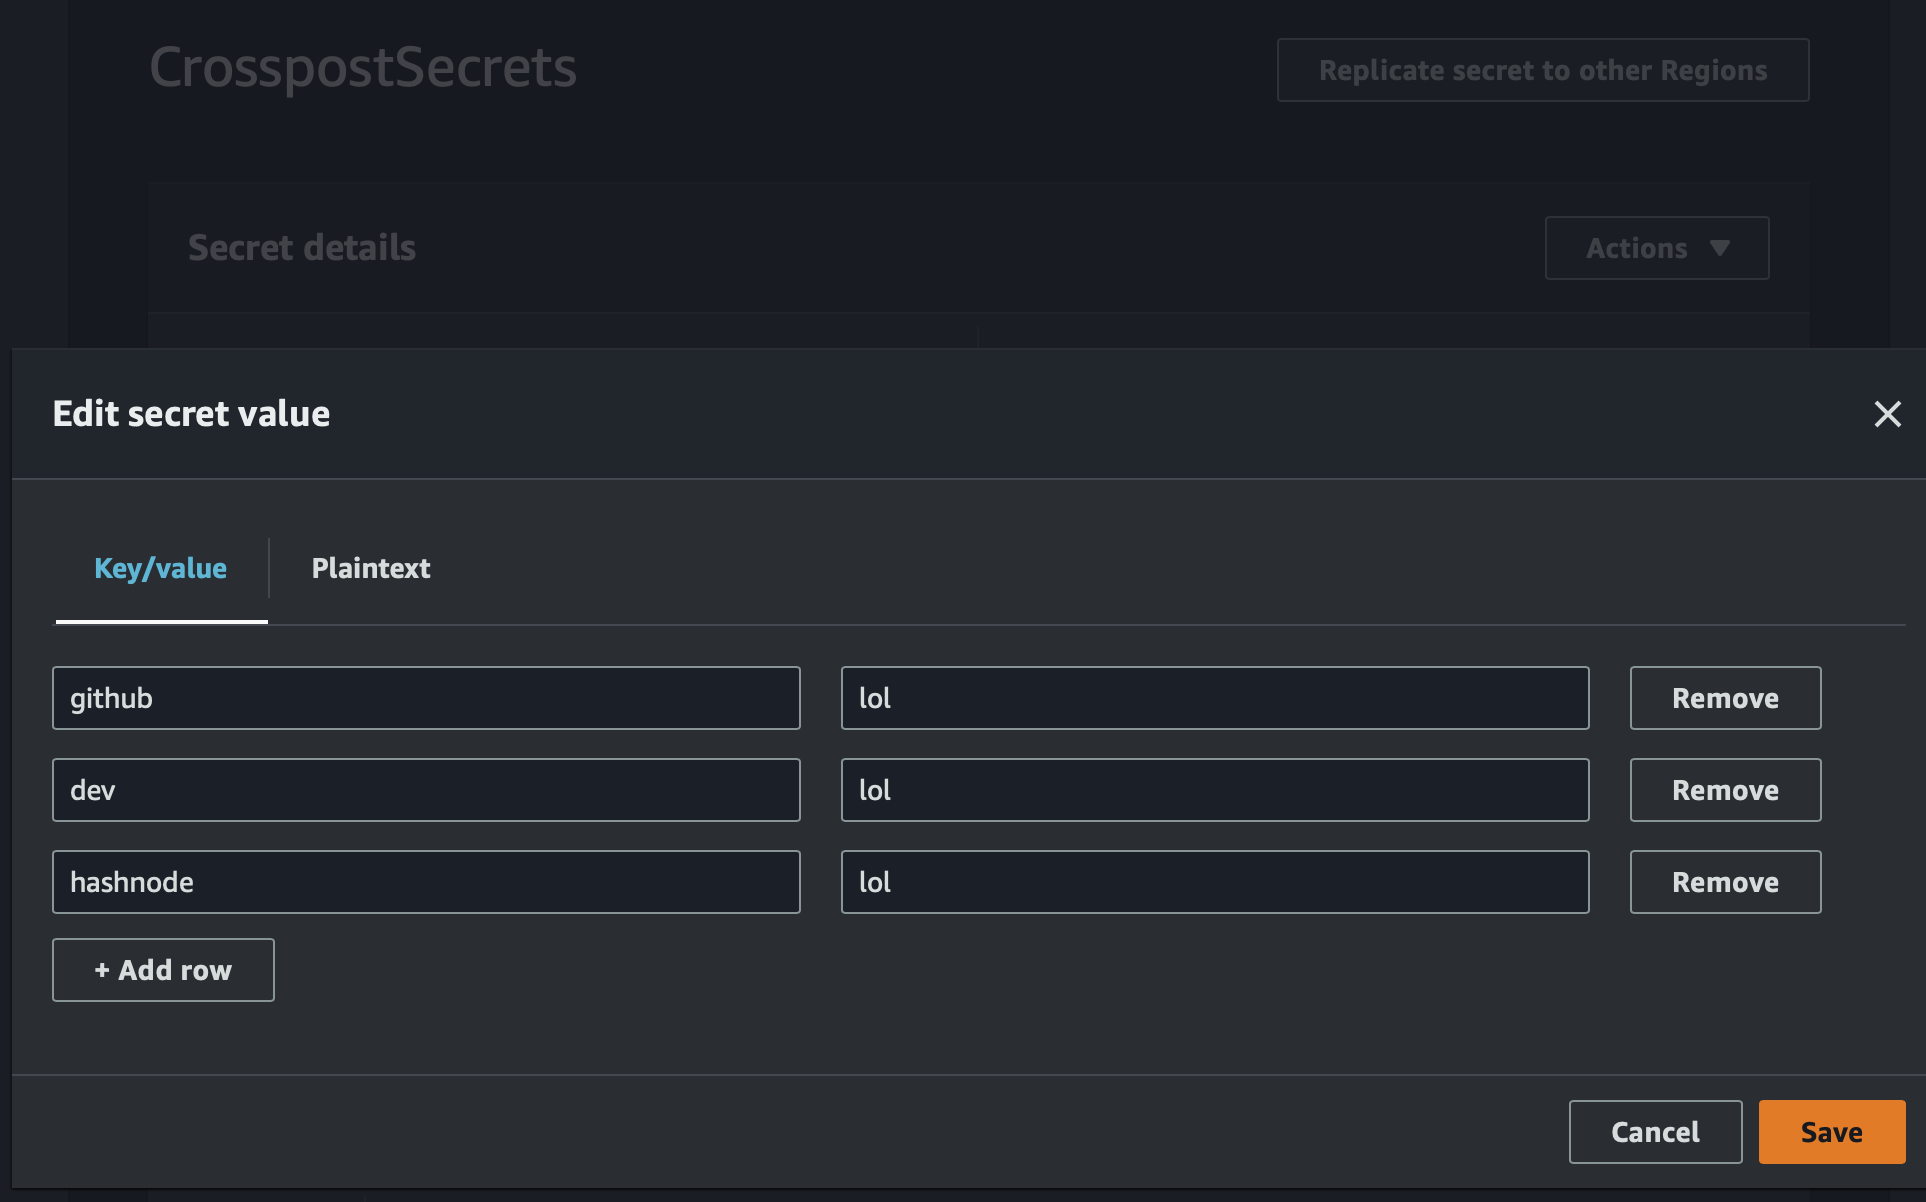 CrosspostSecrets
Replicate secret to other Regions
Secret details
Actions
Edit secret value
Key/value
Plaintext
github
lol
Remove
dev
lol
Remove
hashnode
lol
Remove
+ Add row
Cancel
Save